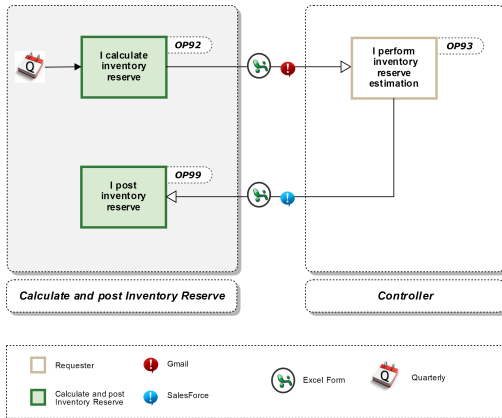 OP92
I calculate
inventory
reserve
Q
OP93
I perform
inventory
reserve
estimation
OP99
I post
inventory
reserve
Calculate and post Inventory Reserve
Controller
Requester
Gmail
Excel Form
Q
Quarterly
Calculate and post
Inventory Reserve
SalesForce